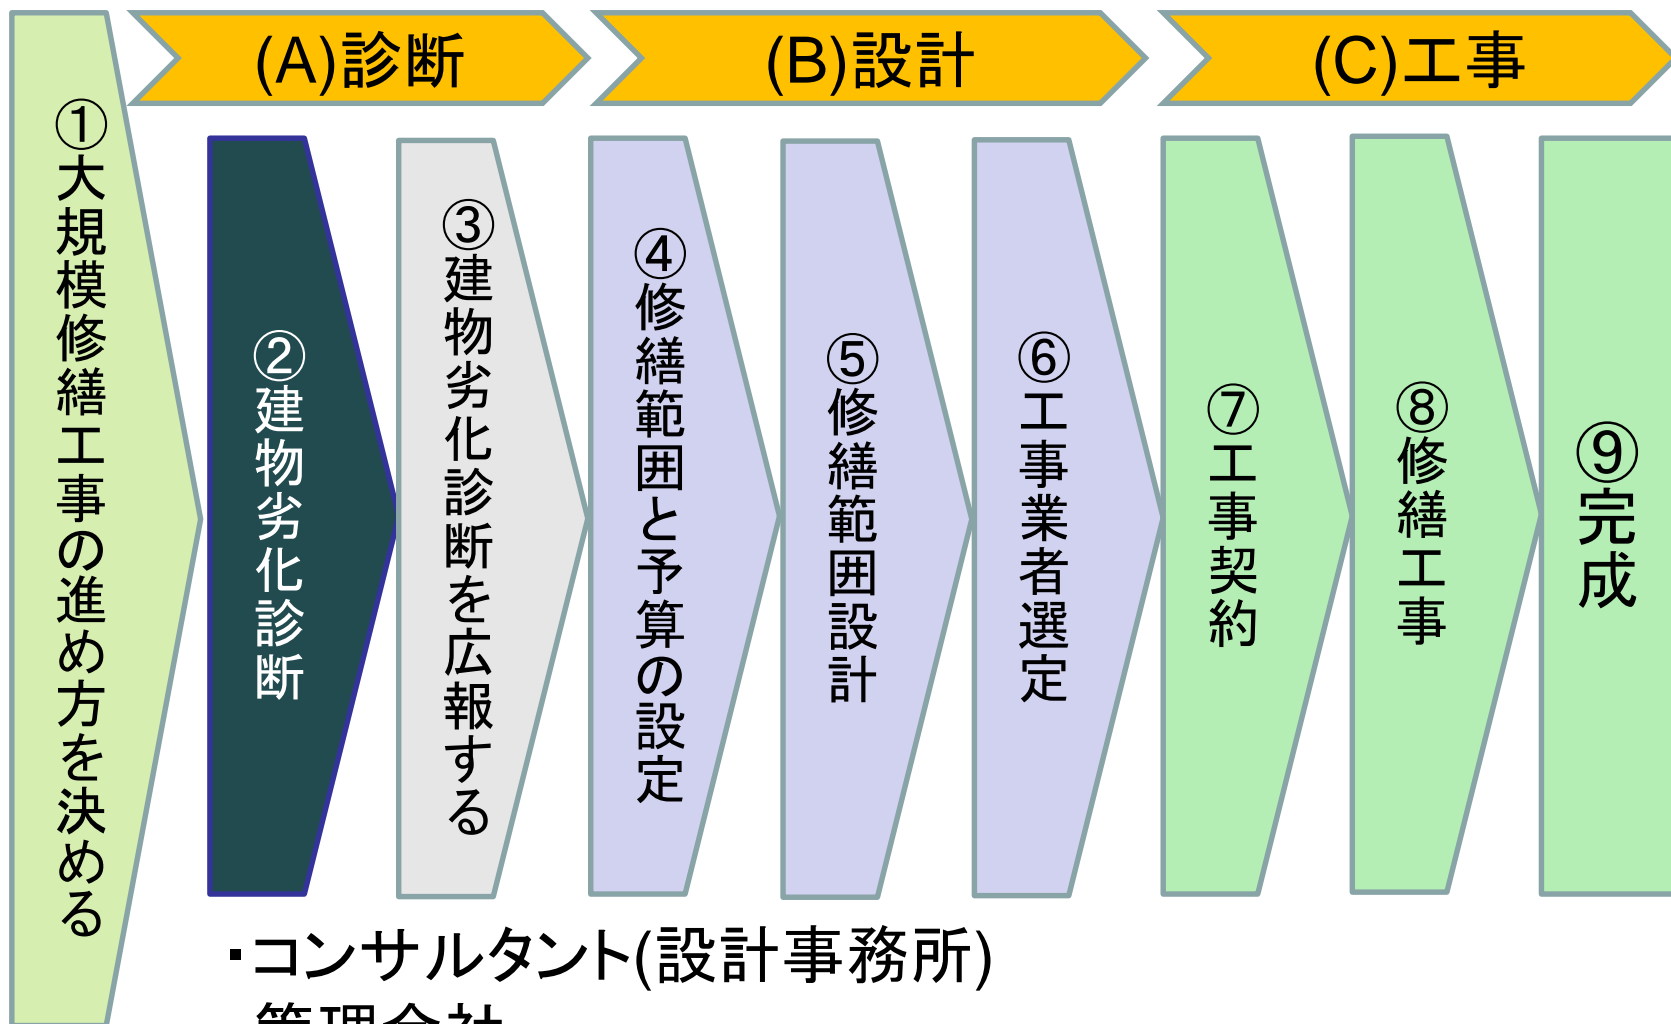 (A)診断
(B)設計
(C)工事
①大規模修繕工事の進め方を決める
②建物劣化診断
③建物劣化診断を広報する
④修繕範囲と予算の設定
⑤修繕範囲設計
⑥工事業者選定
⑦工事契約
⑧修繕工事
⑨完成
・コンサルタント(設計事務所)
管理会社